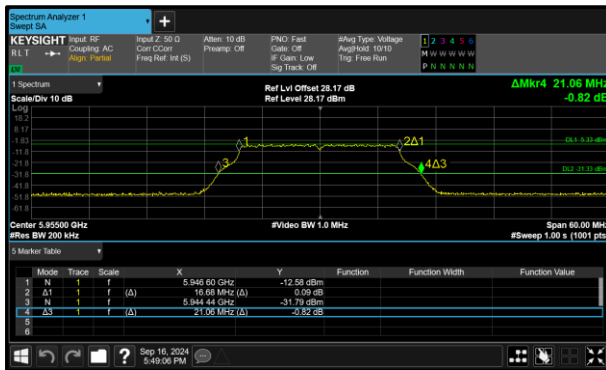 Spectrum Analyzer 1
Swept SA
KEYSIGHT Input: RF Input Z: 50 Ω Atten: 10 dB PNO: Fast #Avg Type: Voltage 1 2 3 4 5 6
R L T Coupling: AC Corr CCorr Preamp: Off Gate: Off Avg|Hold: 10/10 M W W W W W
Align: Partial Freq Ref: Int (S) IF Gain: Low Trig: Free Run P N N N N N
Sig Track: Off
1 Spectrum Ref Lvl Offset 28.17 dB ΔMkr4 21.06 MHz
Scale/Div 10 dB Ref Level 28.17 dBm -0.82 dB
Log
18.2
8.17
-1.83 1 2Δ1 DL1 -5.33 dBm
-11.8
-21.8 3 4Δ3
-31.8 DL2 -31.33 dBm
-41.8
-51.8
-61.8
Center 5.95500 GHz #Video BW 1.0 MHz Span 60.00 MHz
#Res BW 200 kHz #Sweep 1.00 s (1001 pts)
5 Marker Table
Mode Trace Scale X Y Function Function Width Function Value
1 N 1 f 5.946 60 GHz -12.58 dBm
2 Δ1 1 f (Δ) 16.68 MHz (Δ) 0.09 dB
3 N 1 f 5.944 44 GHz -31.79 dBm
4 Δ3 1 f (Δ) 21.06 MHz (Δ) -0.82 dB
5
6
? Sep 16, 2024
5:49:06 PM